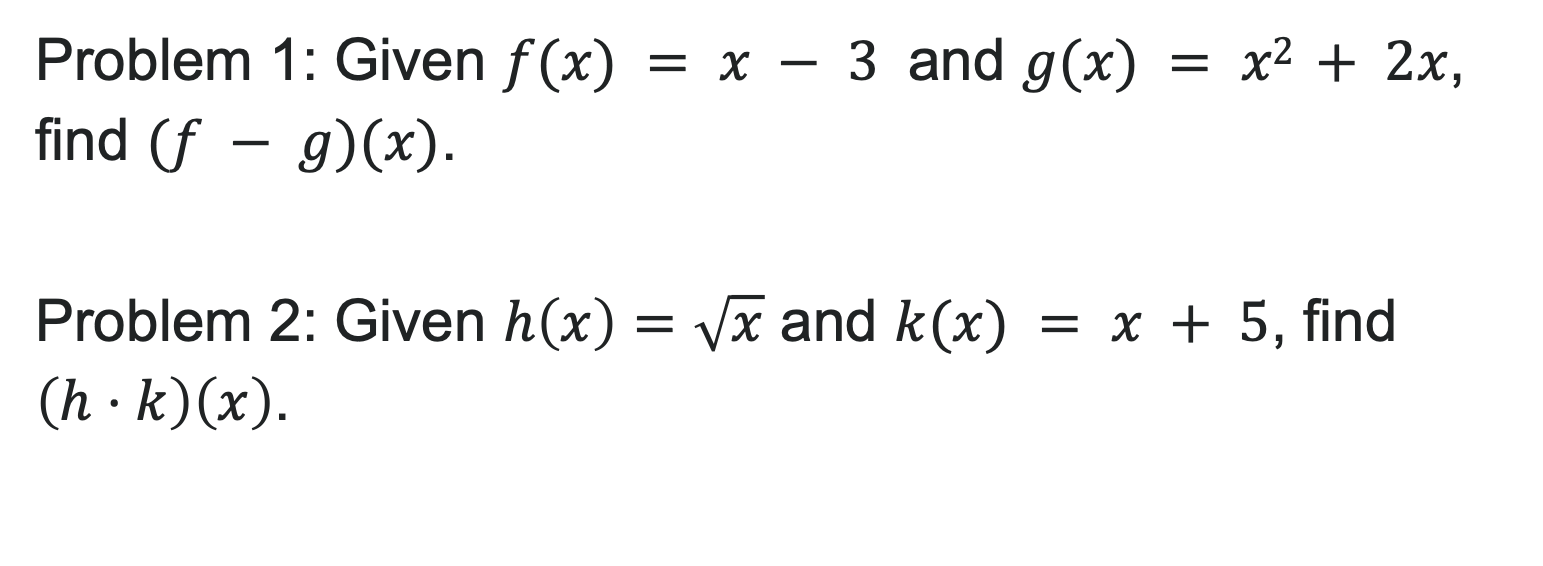 Problem 1: Given f(x) = x − 3 and g(x) = x² + 2x,
find (f − g)(x).
Problem 2: Given h(x) = √x and k(x) = x + 5, find
(h · k)(x).